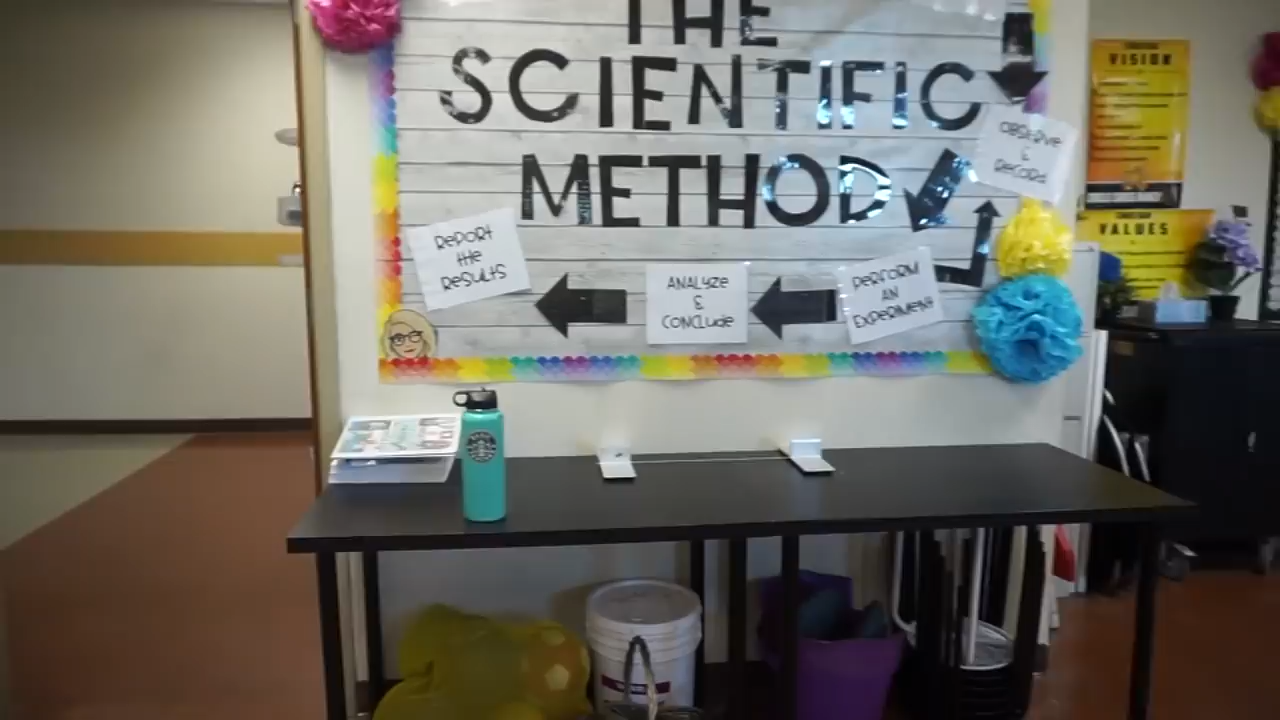 THE
SCIENTIFIC
METHOD
OBSERVE
&
RECORD
PERFORM
AN
EXPERIMENT
ANALYZE
&
CONCLUDE
REPORT
the
RESULTS
VISION
VALUES